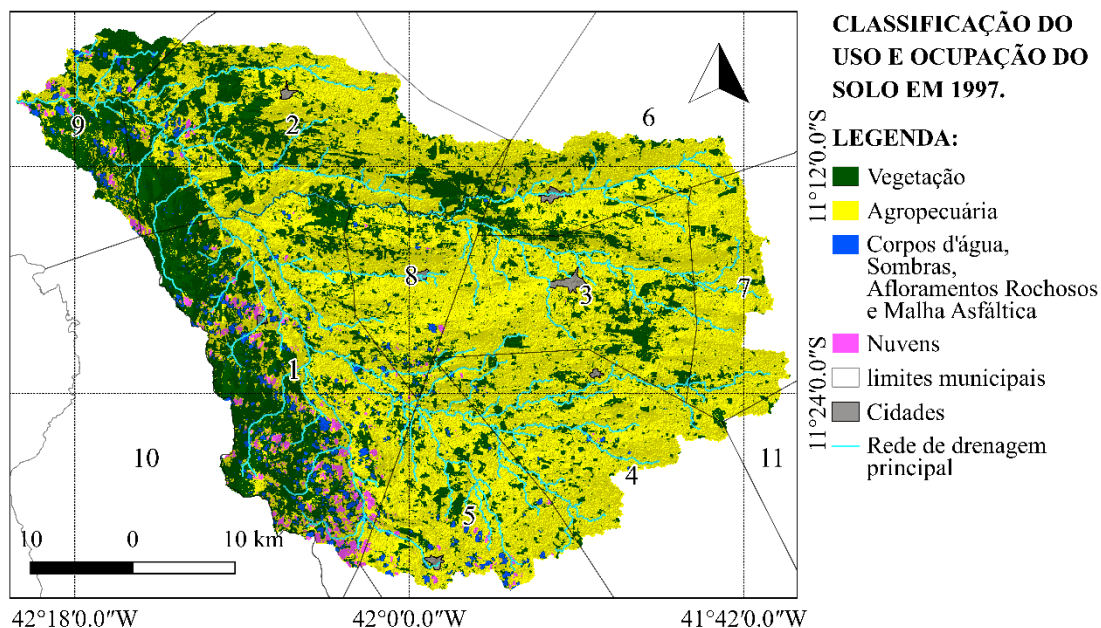 CLASSIFICAÇÃO DO
USO E OCUPAÇÃO DO
SOLO EM 1997.
LEGENDA:
Vegetação
Agropecuária
Corpos d'água,
Sombras,
Afloramentos Rochosos
e Malha Asfáltica
Nuvens
limites municipais
Cidades
Rede de drenagem
principal
6
9
2
11°12'0.0"S
8
3
7
1
11°24'0.0"S
10
4
11
5
10 0 10 km
42°18'0.0"W 42°0'0.0"W 41°42'0.0"W